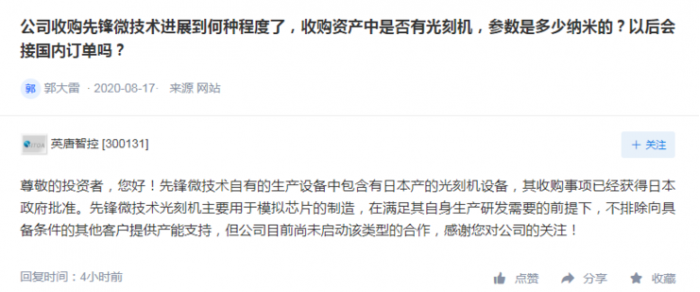 公司收购先锋微技术进展到何种程度了，收购资产中是否有光刻机，参数是多少纳米的？以后会
接国内订单吗？
郭 郭大雷 · 2020-08-17 · 来源 网站
英唐智控 [300131]
+ 关注
尊敬的投资者，您好！先锋微技术自有的生产设备中包含有日本产的光刻机设备，其收购事项已经获得日本
政府批准。先锋微技术光刻机主要用于模拟芯片的制造，在满足其自身生产研发需要的前提下，不排除向具
备条件的其他客户提供产能支持，但公司目前尚未启动该类型的合作，感谢您对公司的关注！
回复时间：4小时前 点赞 分享 收藏